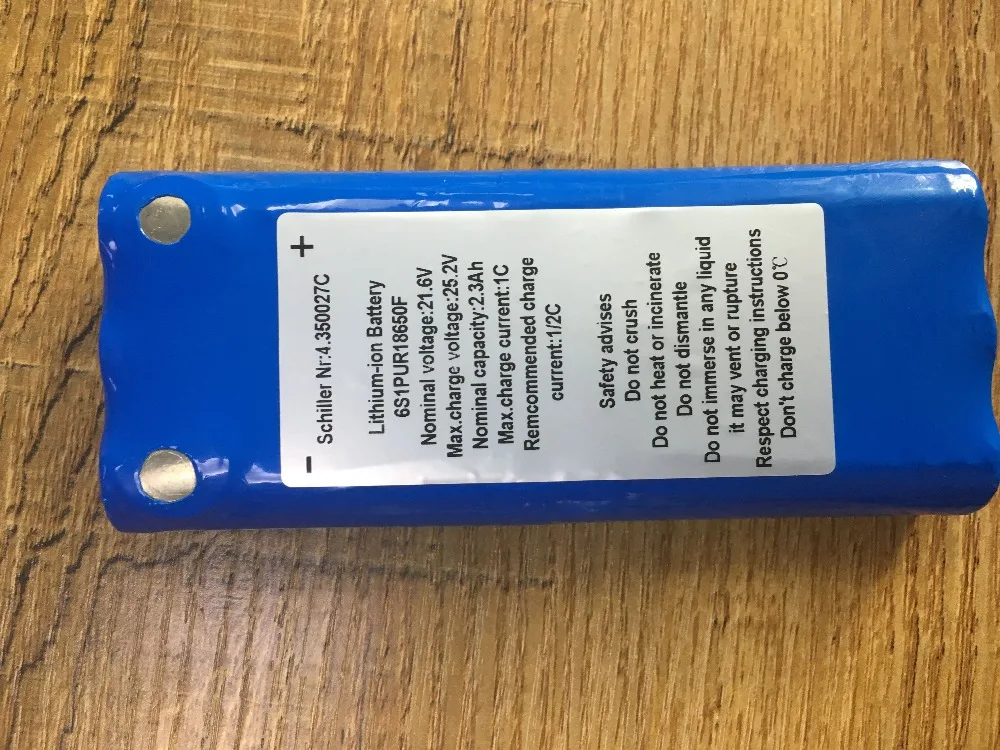 − +
Schiller Nr:4.350027C
Lithium-ion Battery
6S1PUR18650F
Nominal voltage:21.6V
Max.charge voltage:25.2V
Nominal capacity:2.3Ah
Max.charge current:1C
Remcommended charge
current:1/2C
Safety advises
Do not crush
Do not heat or incinerate
Do not dismantle
Do not immerse in any liquid
it may vent or rupture
Respect charging instructions
Don't charge below 0℃